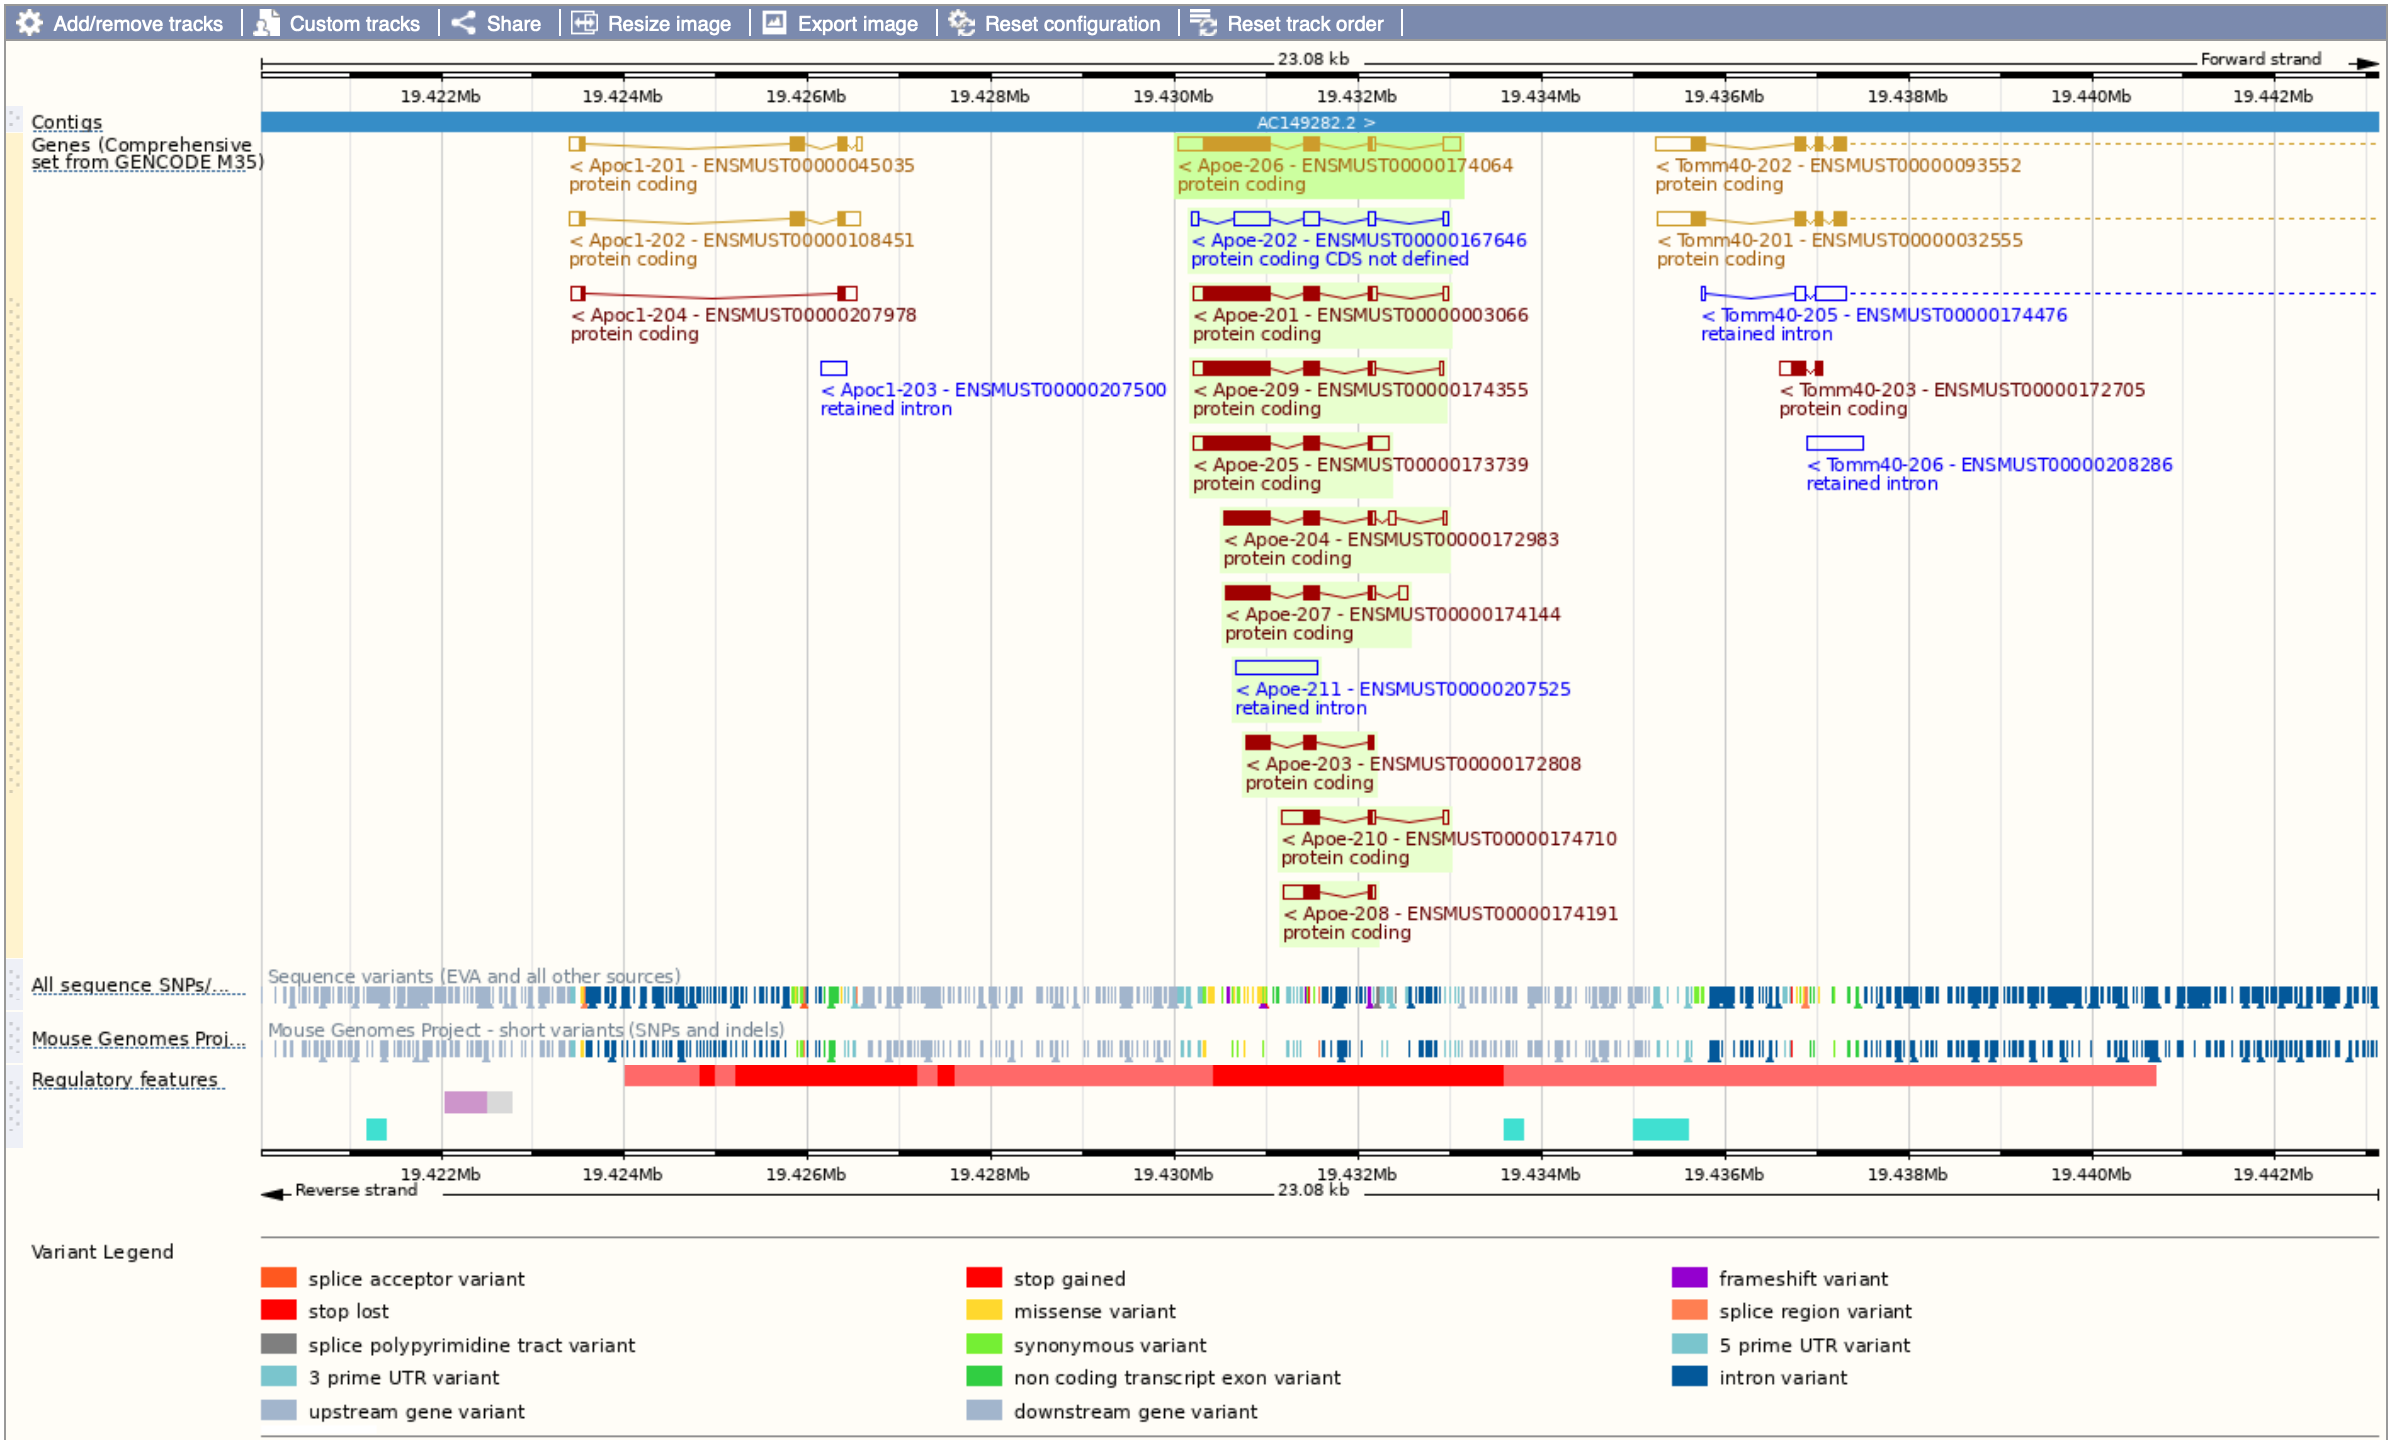 Add/remove tracks Custom tracks Share Resize image Export image Reset configuration Reset track order
23.08 kb Forward strand
19.422Mb 19.424Mb 19.426Mb 19.428Mb 19.430Mb 19.432Mb 19.434Mb 19.436Mb 19.438Mb 19.440Mb 19.442Mb
Contigs AC149282.2 >
Genes (Comprehensive
set from GENCODE M35)
< Apoc1-201 - ENSMUST00000045035 < Apoe-206 - ENSMUST00000174064 < Tomm40-202 - ENSMUST00000093552
protein coding protein coding protein coding
< Apoc1-202 - ENSMUST00000108451 < Apoe-202 - ENSMUST00000167646 < Tomm40-201 - ENSMUST00000032555
protein coding protein coding CDS not defined protein coding
< Apoc1-204 - ENSMUST00000207978 < Apoe-201 - ENSMUST00000003066 < Tomm40-205 - ENSMUST00000174476
protein coding protein coding retained intron
< Apoc1-203 - ENSMUST00000207500 < Apoe-209 - ENSMUST00000174355 < Tomm40-203 - ENSMUST00000172705
retained intron protein coding protein coding
< Apoe-205 - ENSMUST00000173739 < Tomm40-206 - ENSMUST00000208286
protein coding retained intron
< Apoe-204 - ENSMUST00000172983
protein coding
< Apoe-207 - ENSMUST00000174144
protein coding
< Apoe-211 - ENSMUST00000207525
retained intron
< Apoe-203 - ENSMUST00000172808
protein coding
< Apoe-210 - ENSMUST00000174710
protein coding
< Apoe-208 - ENSMUST00000174191
protein coding
Sequence variants (EVA and all other sources)
All sequence SNPs/...
Mouse Genomes Project - short variants (SNPs and indels)
Mouse Genomes Proj...
Regulatory features
19.422Mb 19.424Mb 19.426Mb 19.428Mb 19.430Mb 19.432Mb 19.434Mb 19.436Mb 19.438Mb 19.440Mb 19.442Mb
Reverse strand 23.08 kb
Variant Legend
splice acceptor variant stop gained frameshift variant
stop lost missense variant splice region variant
splice polypyrimidine tract variant synonymous variant 5 prime UTR variant
3 prime UTR variant non coding transcript exon variant intron variant
upstream gene variant downstream gene variant